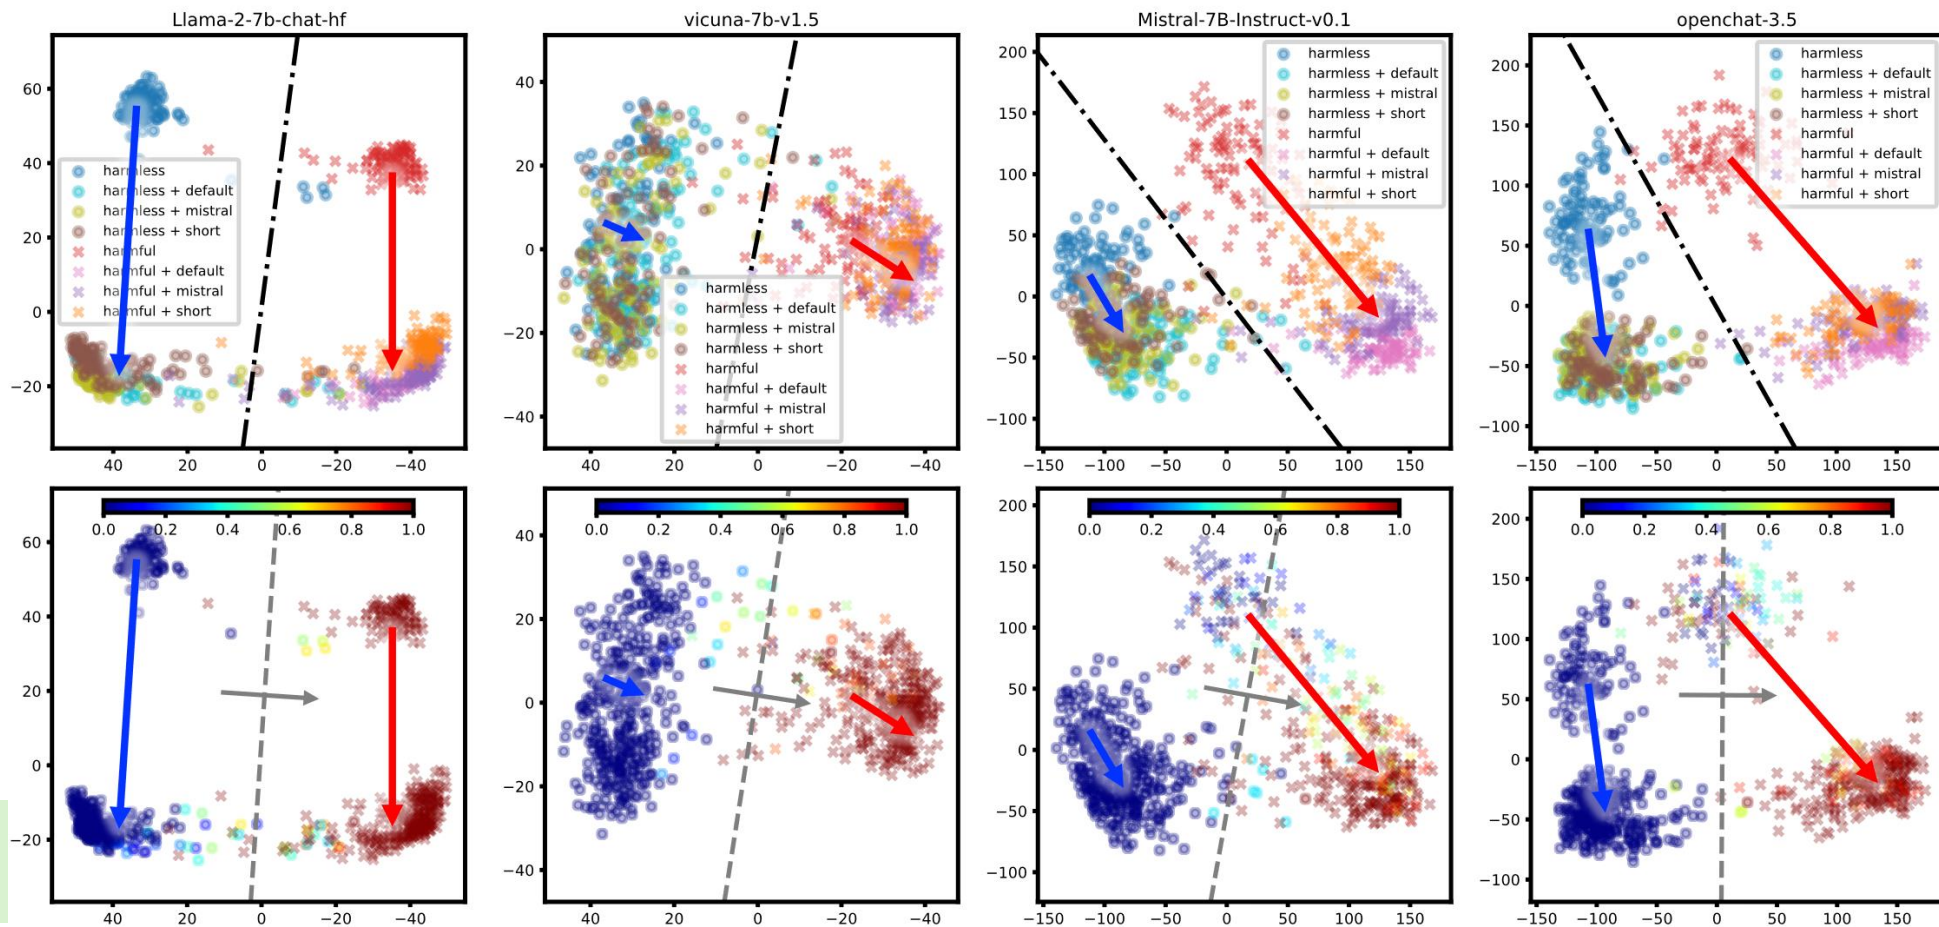 Llama-2-7b-chat-hf
60
40
20
0
−20
40 20 0 −20 −40
harmless
harmless + default
harmless + mistral
harmless + short
harmful
harmful + default
harmful + mistral
harmful + short
vicuna-7b-v1.5
40
20
0
−20
−40
40 20 0 −20 −40
harmless
harmless + default
harmless + mistral
harmless + short
harmful
harmful + default
harmful + mistral
harmful + short
Mistral-7B-Instruct-v0.1
200
150
100
50
0
−50
−100
−150 −100 −50 0 50 100 150
harmless
harmless + default
harmless + mistral
harmless + short
harmful
harmful + default
harmful + mistral
harmful + short
openchat-3.5
200
150
100
50
0
−50
−100
−150 −100 −50 0 50 100 150
harmless
harmless + default
harmless + mistral
harmless + short
harmful
harmful + default
harmful + mistral
harmful + short
0.0 0.2 0.4 0.6 0.8 1.0
60
40
20
0
−20
40 20 0 −20 −40
0.0 0.2 0.4 0.6 0.8 1.0
40
20
0
−20
−40
40 20 0 −20 −40
0.0 0.2 0.4 0.6 0.8 1.0
200
150
100
50
0
−50
−100
−150 −100 −50 0 50 100 150
0.0 0.2 0.4 0.6 0.8 1.0
200
150
100
50
0
−50
−100
−150 −100 −50 0 50 100 150